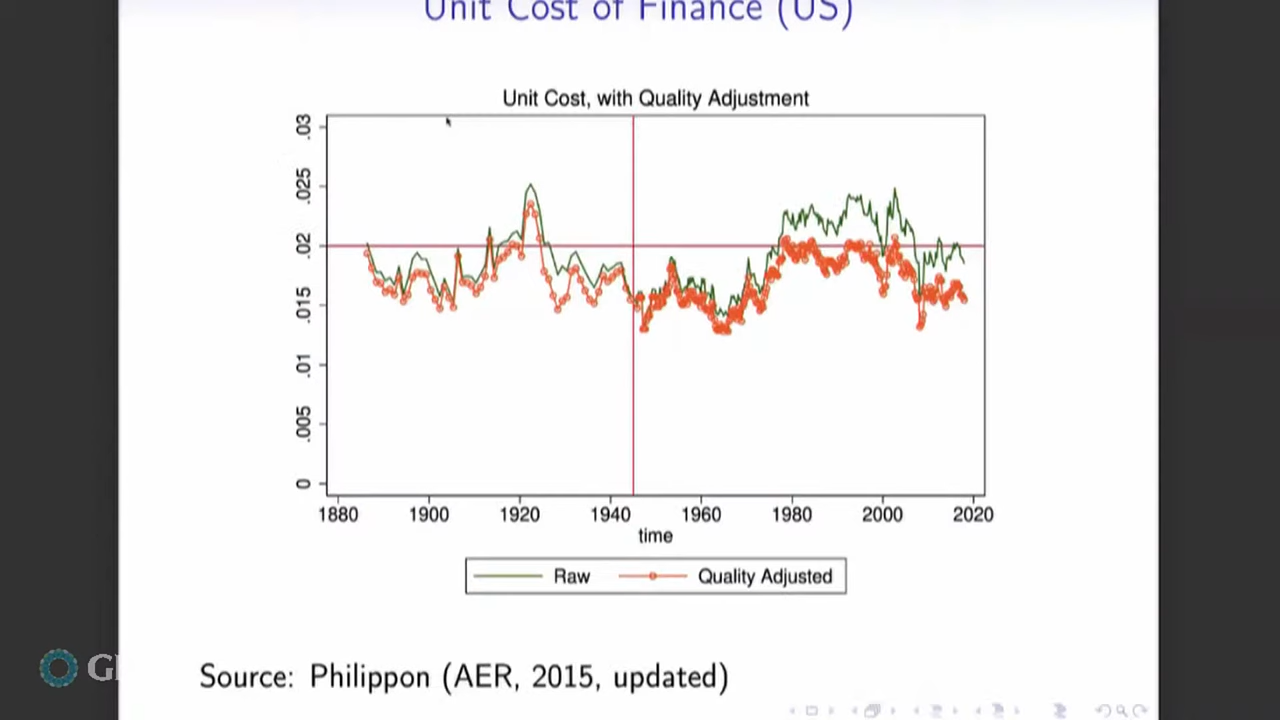 Unit Cost of Finance (US)
Unit Cost, with Quality Adjustment
.03
.025
.02
.015
.01
.005
0
1880 1900 1920 1940 1960 1980 2000 2020
time
Raw Quality Adjusted
Source: Philippon (AER, 2015, updated)